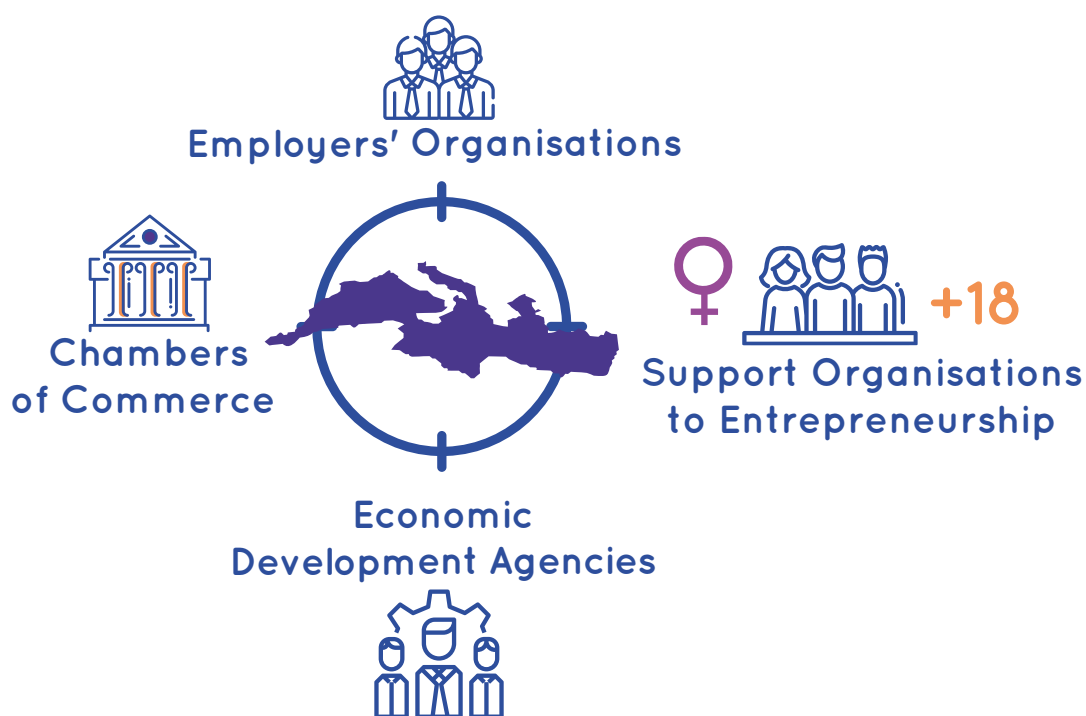 Employers' Organisations
Chambers
of Commerce
+18
Support Organisations
to Entrepreneurship
Economic
Development Agencies